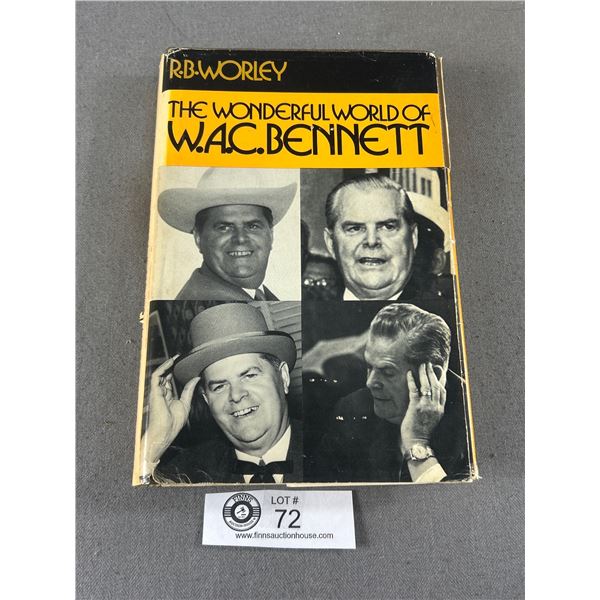 R·B·WORLEY
THE WONDERFUL WORLD OF
W.A.C. BENNETT
LOT #
72
www.finnsauctionhouse.com